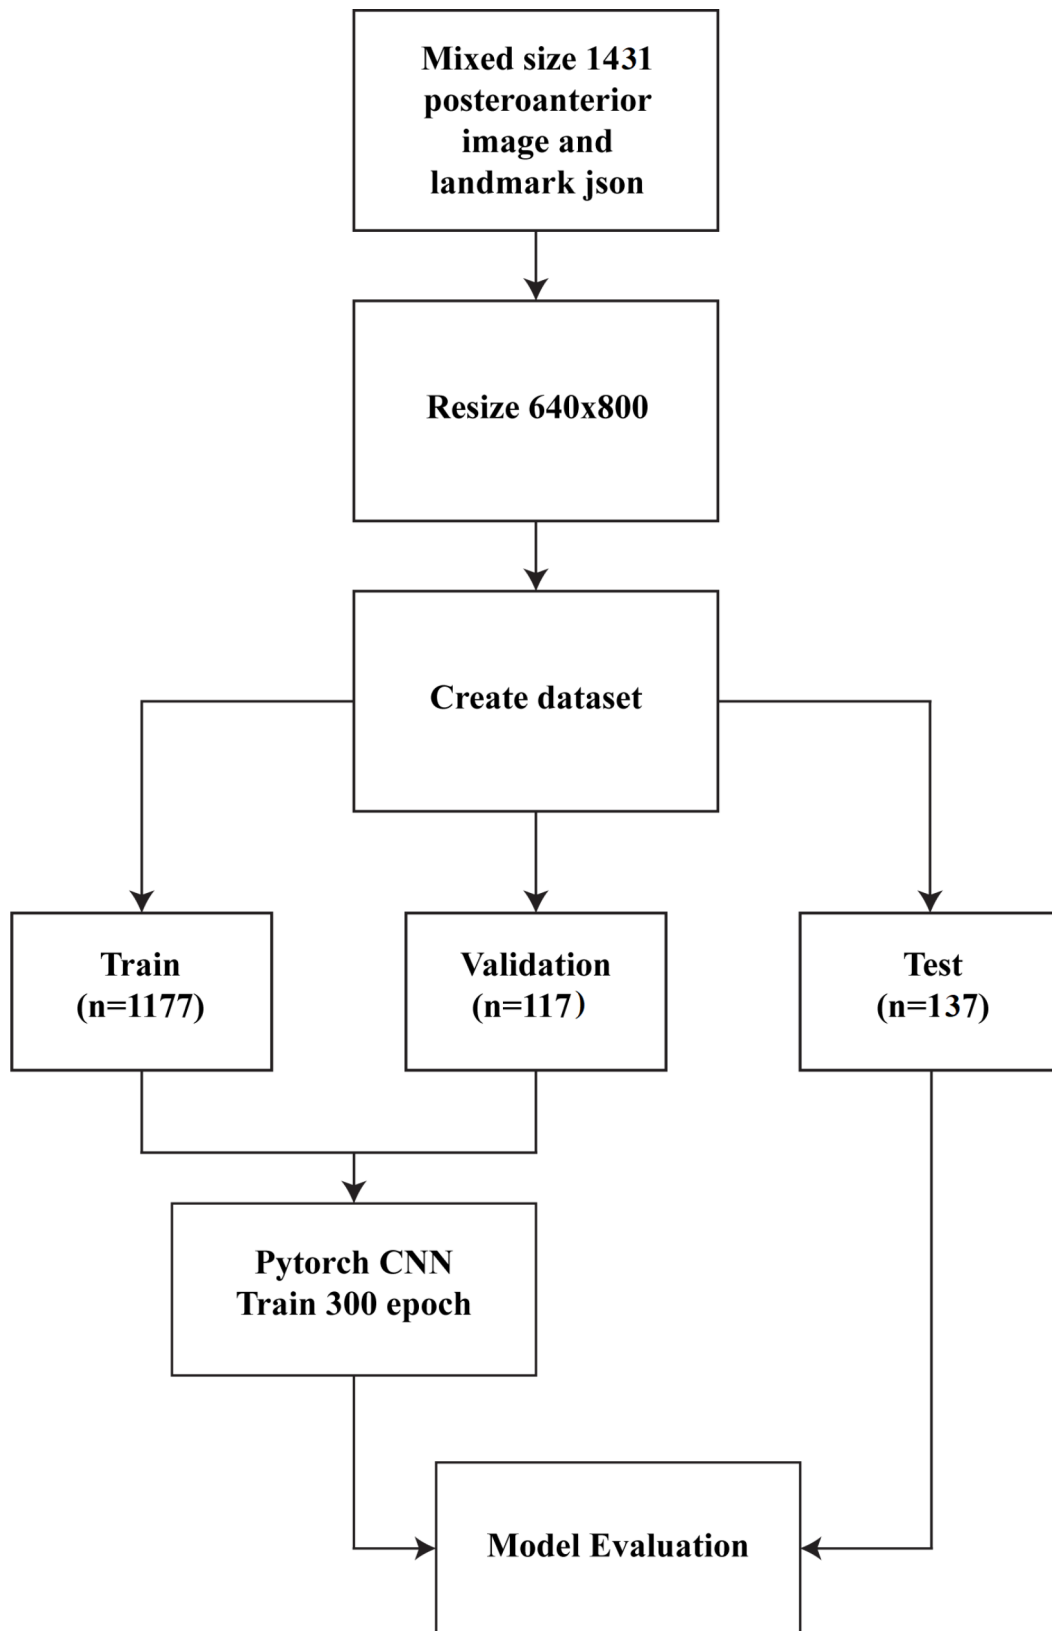 Mixed size 1431
posteroanterior
image and
landmark json
Resize 640x800
Create dataset
Train
(n=1177)
Validation
(n=117)
Test
(n=137)
Pytorch CNN
Train 300 epoch
Model Evaluation